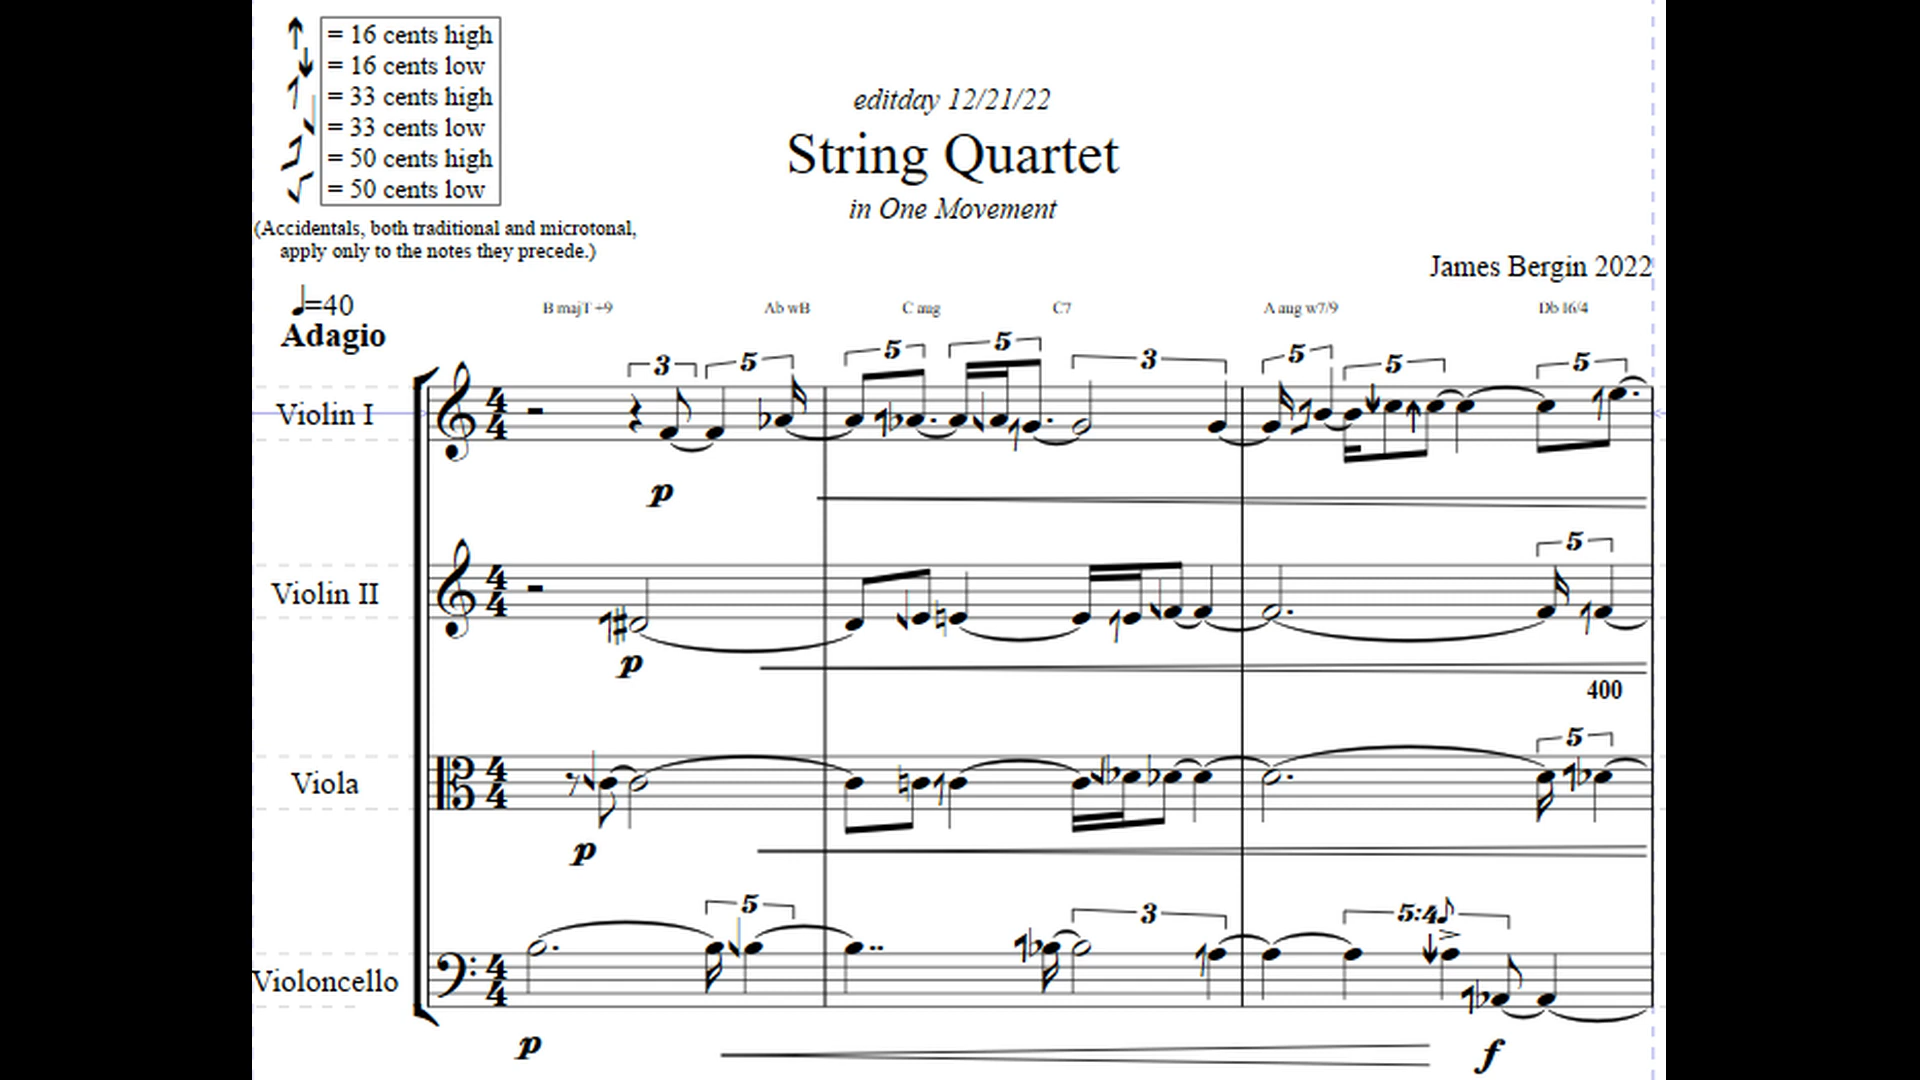 = 16 cents high
= 16 cents low
= 33 cents high
= 33 cents low
= 50 cents high
= 50 cents low
(Accidentals, both traditional and microtonal,
apply only to the notes they precede.)
editday 12/21/22
String Quartet
in One Movement
James Bergin 2022
=40
Adagio
B majT +9 Ab wB C aug C7 A aug w7/9 Db 16/4
3 5 5 5 3 5 5 5
Violin I
p
5
Violin II
p
400
5
Viola
p
5 3 5:4
Violoncello
p f